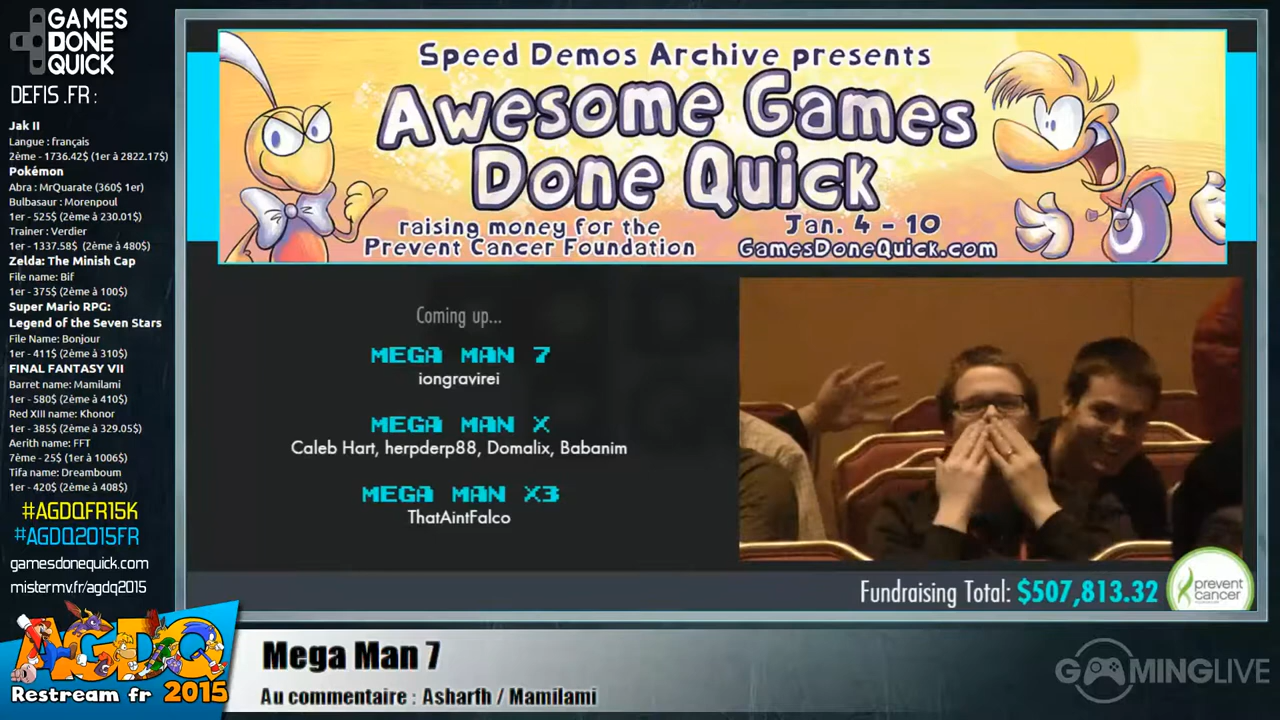 GAMES
DONE
QUICK
DEFIS .FR :
Jak II
Langue : français
2ème - 1736.42$ (1er à 2822.17$)
Pokémon
Abra : MrQuarate (360$ 1er)
Bulbasaur : Morenpoul
1er - 525$ (2ème à 230.01$)
Trainer : Verdier
1er - 1337.58$ (2ème à 480$)
Zelda: The Minish Cap
File name: Bif
1er - 375$ (2ème à 100$)
Super Mario RPG:
Legend of the Seven Stars
File Name: Bonjour
1er - 411$ (2ème à 310$)
FINAL FANTASY VII
Barret name: Mamilami
1er - 580$ (2ème à 410$)
Red XIII name: Khonor
1er - 385$ (2ème à 329.05$)
Aerith name: FFT
7ème - 25$ (1er à 1006$)
Tifa name: Dreamboum
1er - 420$ (2ème à 408$)
#AGDQFR15K
#AGDQ2015FR
gamesdonequick.com
mistermv.fr/agdq2015
AGDQ
Restream fr 2015
Speed Demos Archive presents
Awesome Games
Done Quick
raising money for the
Prevent Cancer Foundation
Jan. 4 - 10
GamesDoneQuick.com
Coming up...
MEGA MAN 7
iongravirei
MEGA MAN X
Caleb Hart, herpderp88, Domalix, Babanim
MEGA MAN X3
ThatAintFalco
Fundraising Total: $507,813.32
prevent
cancer
Mega Man 7
Au commentaire : Asharfh / Mamilami
GAMINGLIVE